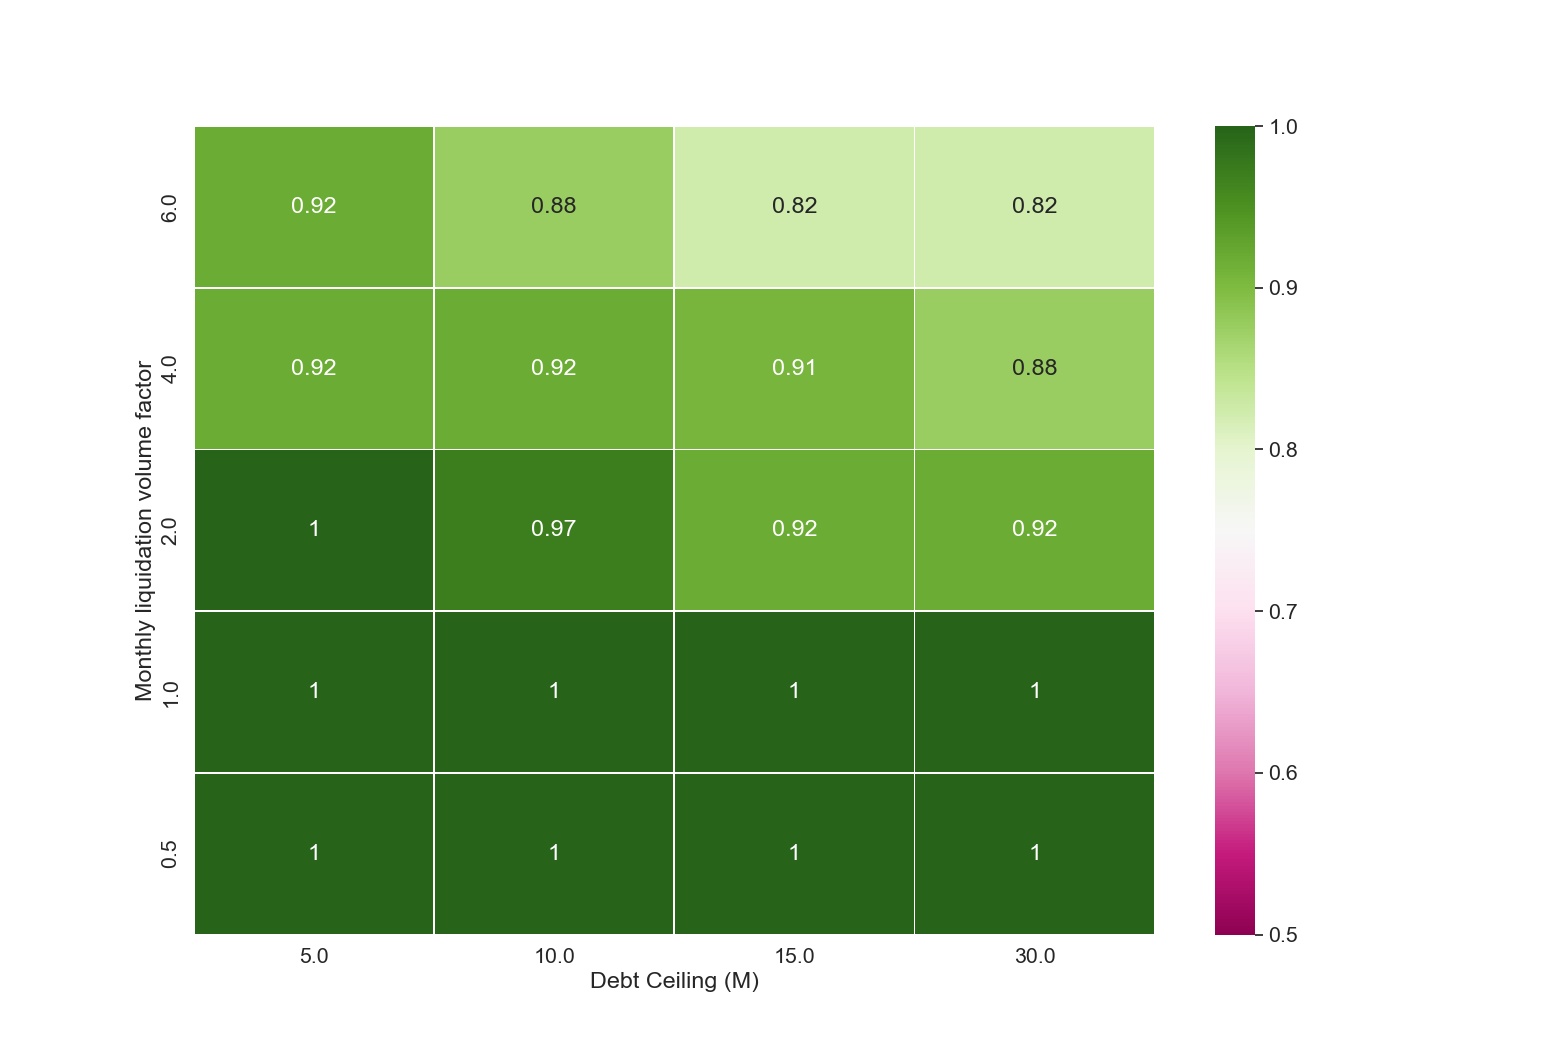 1.0
6.0 0.92 0.88 0.82 0.82
0.9
4.0 0.92 0.92 0.91 0.88
0.8
Monthly liquidation volume factor
2.0 1 0.97 0.92 0.92
0.7
1.0 1 1 1 1
0.6
0.5 1 1 1 1
0.5
5.0 10.0 15.0 30.0
Debt Ceiling (M)